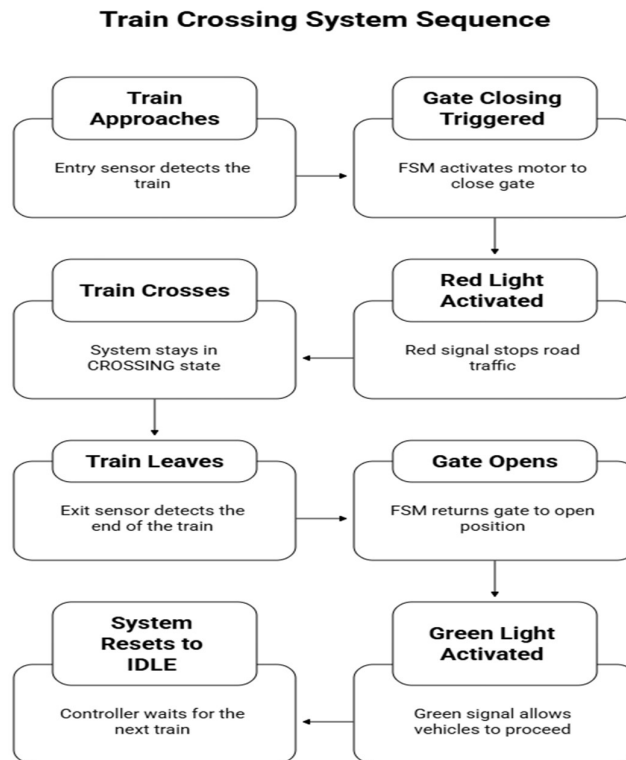 Train Crossing System Sequence
Train
Approaches
Entry sensor detects the
train
Gate Closing
Triggered
FSM activates motor to
close gate
Red Light
Activated
Red signal stops road
traffic
Train Crosses
System stays in
CROSSING state
Train Leaves
Exit sensor detects the
end of the train
Gate Opens
FSM returns gate to open
position
Green Light
Activated
Green signal allows
vehicles to proceed
System
Resets to
IDLE
Controller waits for the
next train